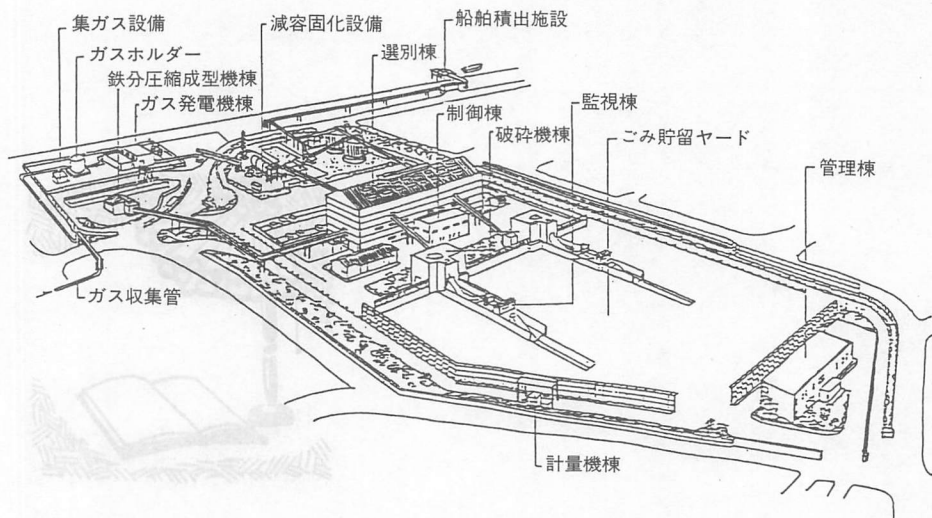 集ガス設備
ガスホルダー
鉄分圧縮成型機棟
ガス発電機棟
減容固化設備
選別棟
船舶積出施設
制御棟
破砕機棟
監視棟
ごみ貯留ヤード
管理棟
ガス収集管
計量機棟